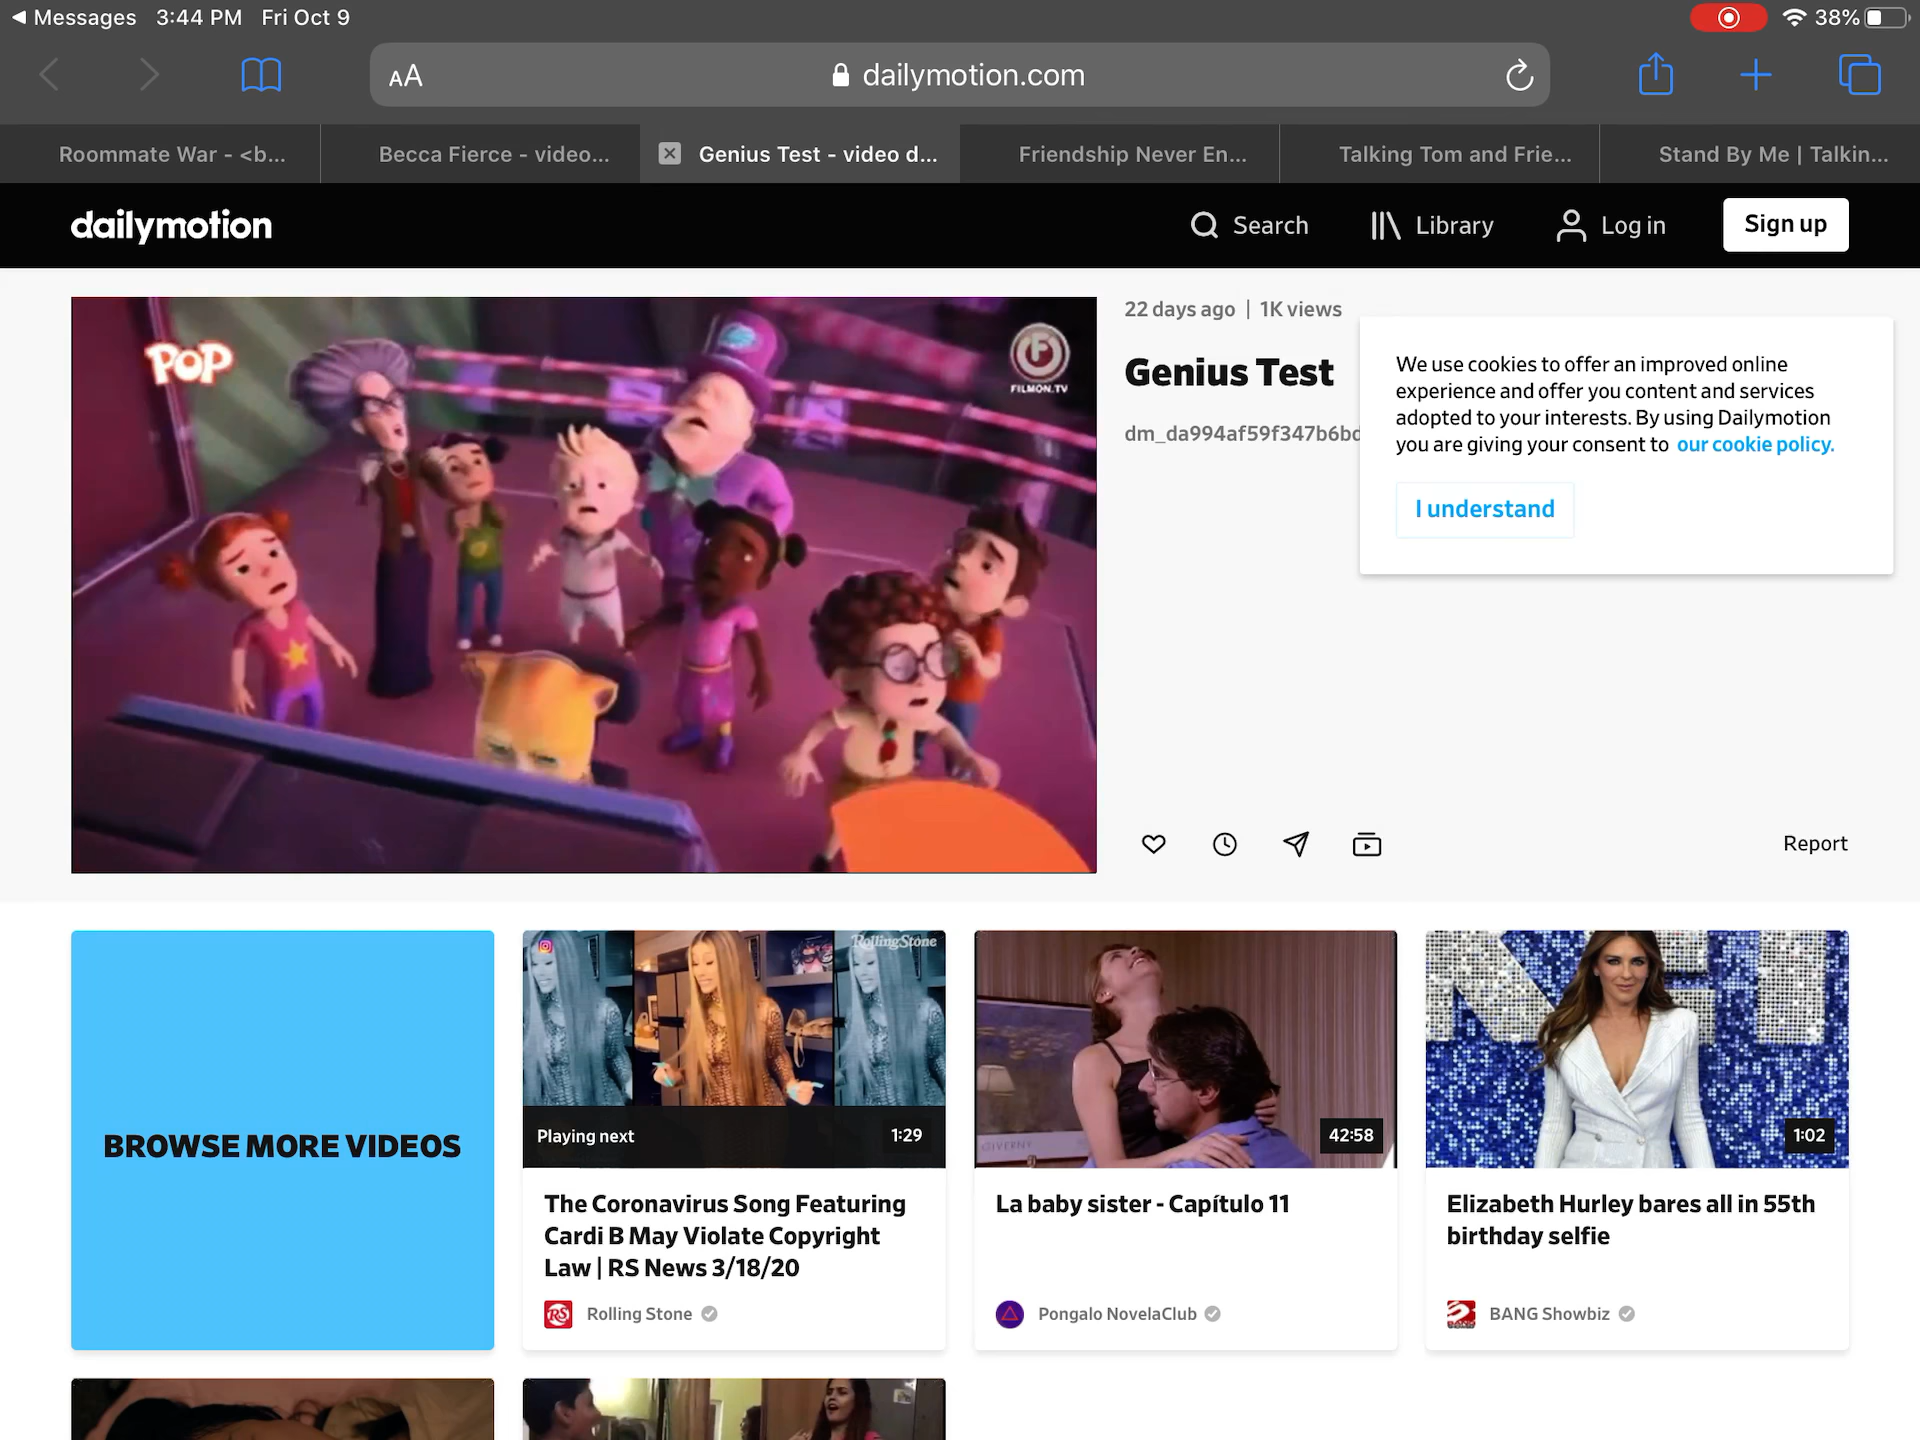 Messages 3:44 PM Fri Oct 9
38%
AA
dailymotion.com
Roommate War - <b...
Becca Fierce - video...
Genius Test - video d...
Friendship Never En...
Talking Tom and Frie...
Stand By Me | Talkin...
dailymotion
Search
Library
Log in
Sign up
POP
F
FILMON.TV
22 days ago | 1K views
Genius Test
dm_da994af59f347b6bd
We use cookies to offer an improved online
experience and offer you content and services
adopted to your interests. By using Dailymotion
you are giving your consent to our cookie policy.
I understand
Report
BROWSE MORE VIDEOS
RollingStone
Playing next
1:29
The Coronavirus Song Featuring
Cardi B May Violate Copyright
Law | RS News 3/18/20
RS
Rolling Stone
GIVERNY
42:58
La baby sister - Capítulo 11
Pongalo NovelaClub
1:02
Elizabeth Hurley bares all in 55th
birthday selfie
BANG Showbiz